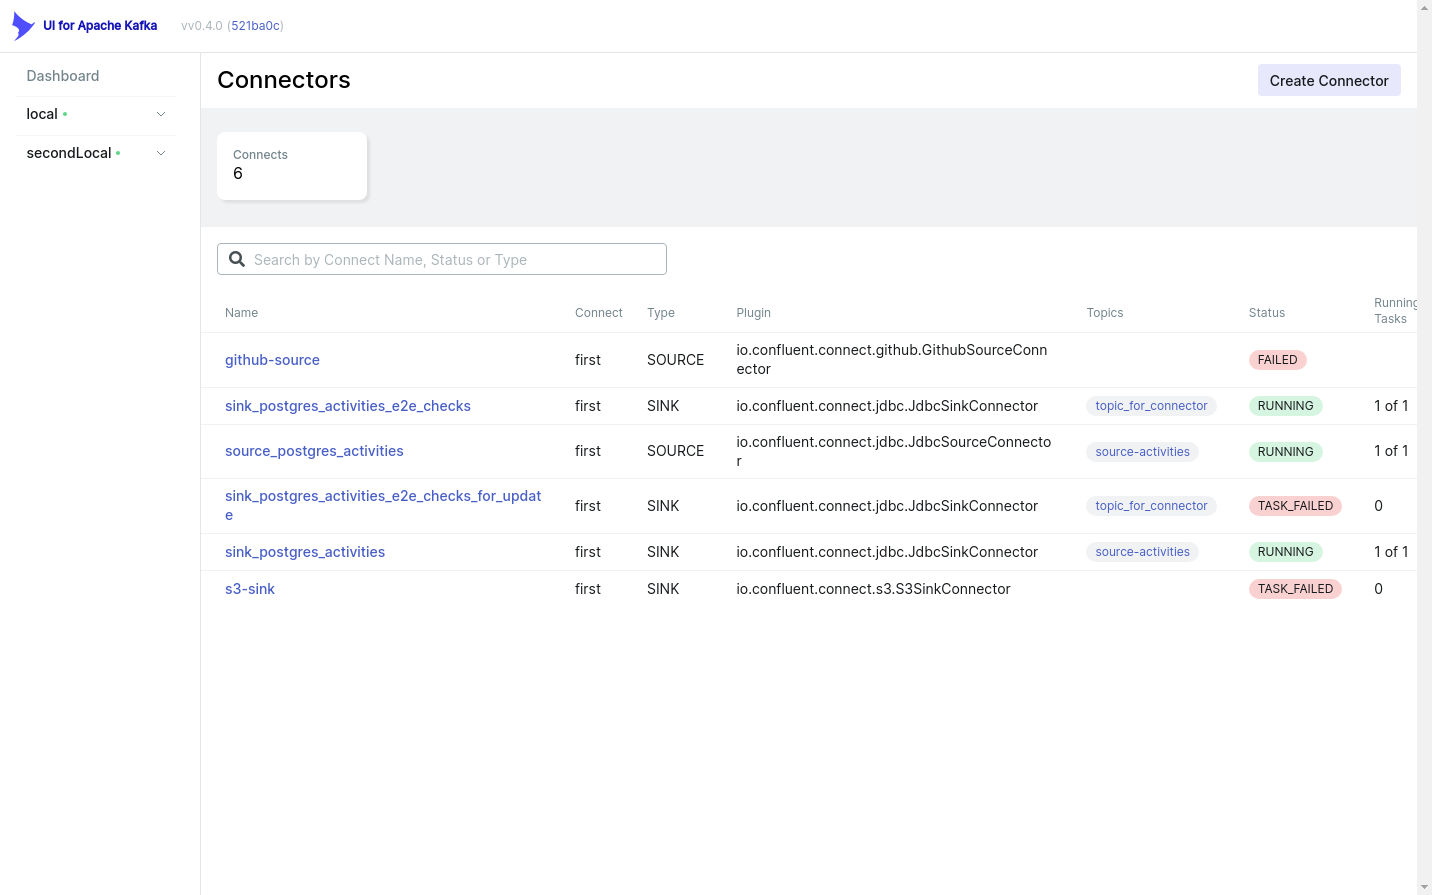 UI for Apache Kafka
vv0.4.0 (521ba0c)
Dashboard
local
secondLocal
Connectors
Create Connector
Connects
6
Search by Connect Name, Status or Type
Name Connect Type Plugin Topics Status Running
Tasks
github-source first SOURCE io.confluent.connect.github.GithubSourceConn
ector FAILED
sink_postgres_activities_e2e_checks first SINK io.confluent.connect.jdbc.JdbcSinkConnector topic_for_connector RUNNING 1 of 1
source_postgres_activities first SOURCE io.confluent.connect.jdbc.JdbcSourceConnecto
r source-activities RUNNING 1 of 1
sink_postgres_activities_e2e_checks_for_updat
e first SINK io.confluent.connect.jdbc.JdbcSinkConnector topic_for_connector TASK_FAILED 0
sink_postgres_activities first SINK io.confluent.connect.jdbc.JdbcSinkConnector source-activities RUNNING 1 of 1
s3-sink first SINK io.confluent.connect.s3.S3SinkConnector TASK_FAILED 0